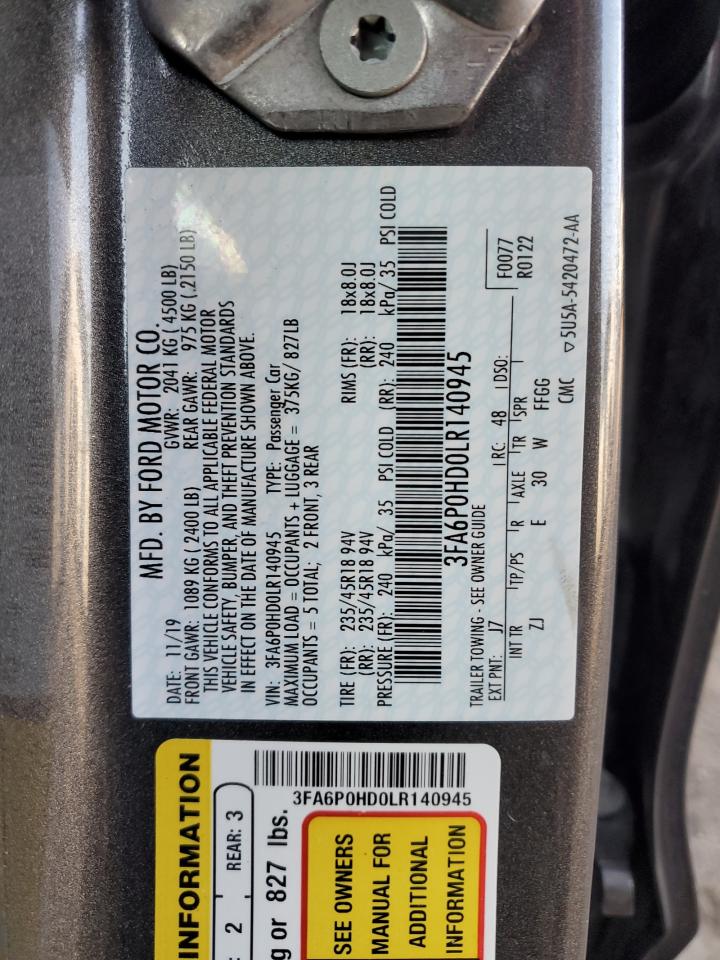 MFD. BY FORD MOTOR CO.
DATE: 11/19 GVWR: 2041 KG ( 4500 LB)
FRONT GAWR: 1089 KG ( 2400 LB) REAR GAWR: 975 KG (.2150 LB)
THIS VEHICLE CONFORMS TO ALL APPLICABLE FEDERAL MOTOR
VEHICLE SAFETY, BUMPER, AND THEFT PREVENTION STANDARDS
IN EFFECT ON THE DATE OF MANUFACTURE SHOWN ABOVE.
VIN: 3FA6P0HD0LR140945 TYPE: Passenger Car
MAXIMUM LOAD = OCCUPANTS + LUGGAGE = 375KG/ 827LB
OCCUPANTS = 5 TOTAL; 2 FRONT, 3 REAR
TIRE (FR): 235/45R18 94V RIMS (FR): 18x8.0J
(RR): 235/45R18 94V (RR): 18x8.0J
PRESSURE (FR): 240 kPa/ 35 PSI COLD (RR): 240 kPa/ 35 PSI COLD
3FA6P0HD0LR140945
TRAILER TOWING - SEE OWNER GUIDE
EXT PNT: J7 RC: 48 DSO: F0077
R0122
INT TR TP/PS R AXLE TR SPR
ZJ E 30 W FFGG
CMC ▽ 5U5A-5420472-AA
INFORMATION
: 2 REAR: 3
g or 827 lbs.
3FA6P0HD0LR140945
SEE OWNERS
MANUAL FOR
ADDITIONAL
INFORMATION